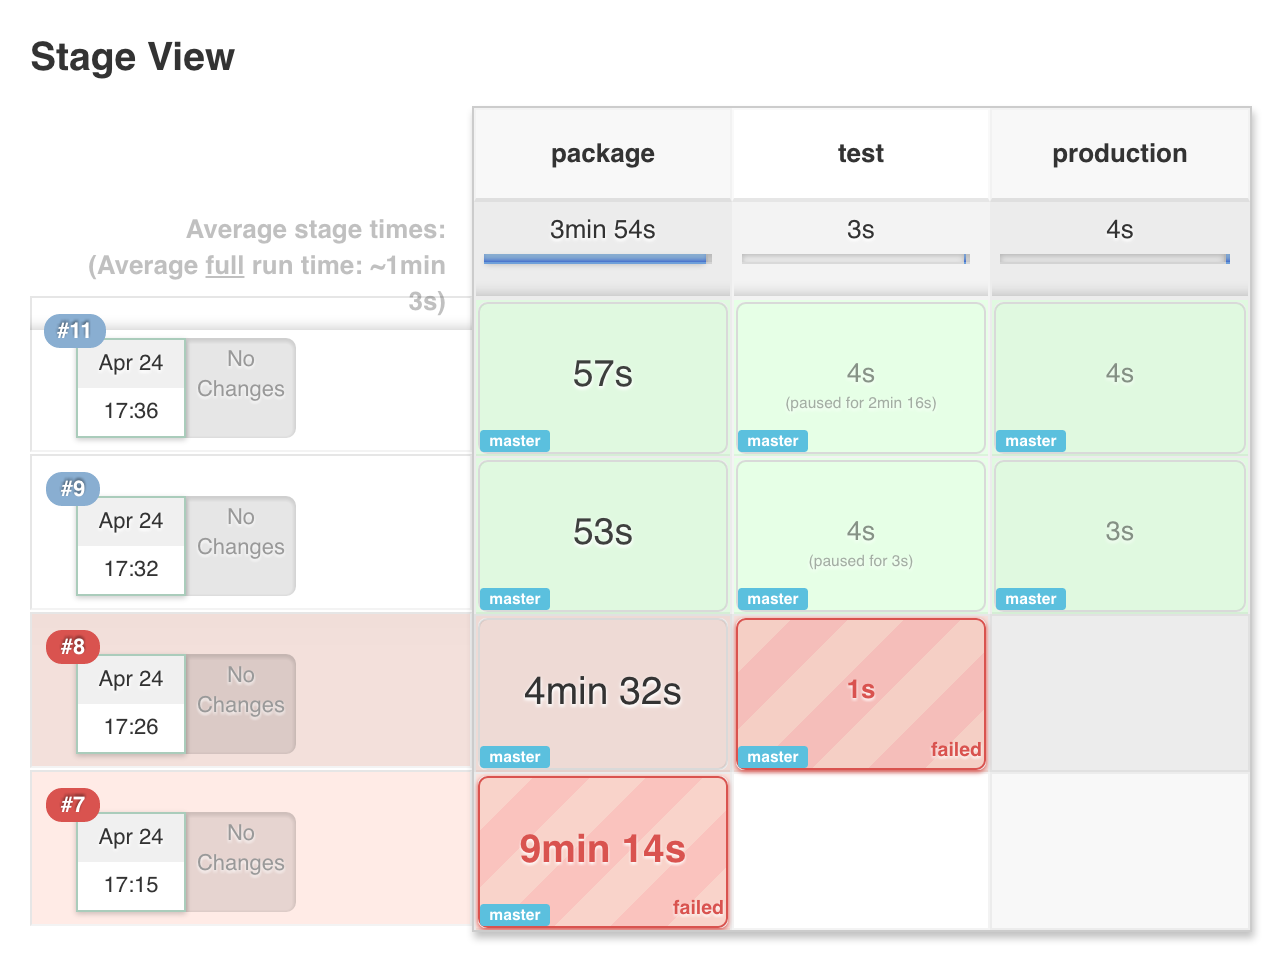 Stage View
package
test
production
Average stage times:
(Average full run time: ~1min
3s)
3min 54s
3s
4s
#11
Apr 24
17:36
No
Changes
57s
master
4s
(paused for 2min 16s)
master
4s
master
#9
Apr 24
17:32
No
Changes
53s
master
4s
(paused for 3s)
master
3s
master
#8
Apr 24
17:26
No
Changes
4min 32s
master
1s
failed
master
#7
Apr 24
17:15
No
Changes
9min 14s
failed
master